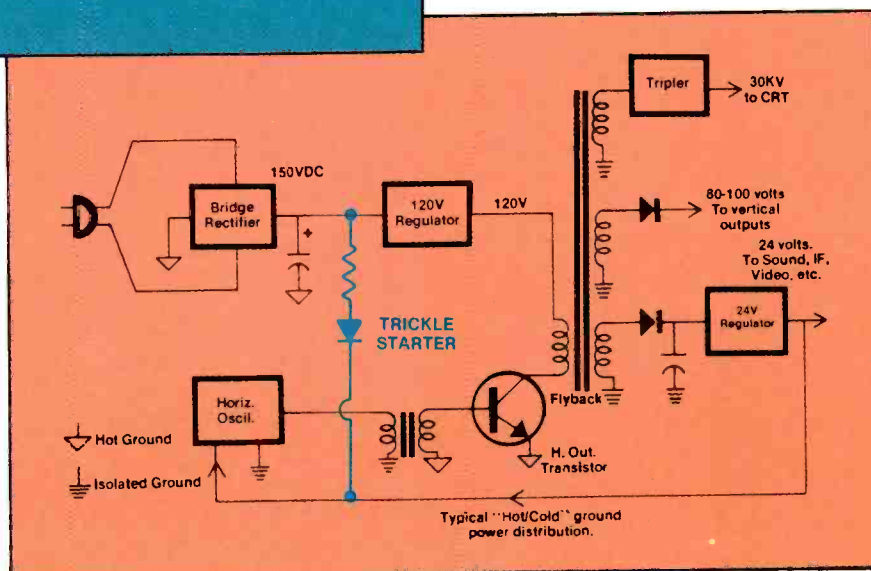 Tripler
30KV
to CRT
150VDC
Bridge
Rectifier
+
120V
Regulator
120V
80-100 volts
To vertical
outputs
24 volts.
To Sound, IF,
Video, etc.
24V
Regulator
TRICKLE
STARTER
Horiz.
Oscil.
Flyback
H. Out.
Transistor
Hot Ground
Isolated Ground
Typical "Hot/Cold" ground
power distribution.